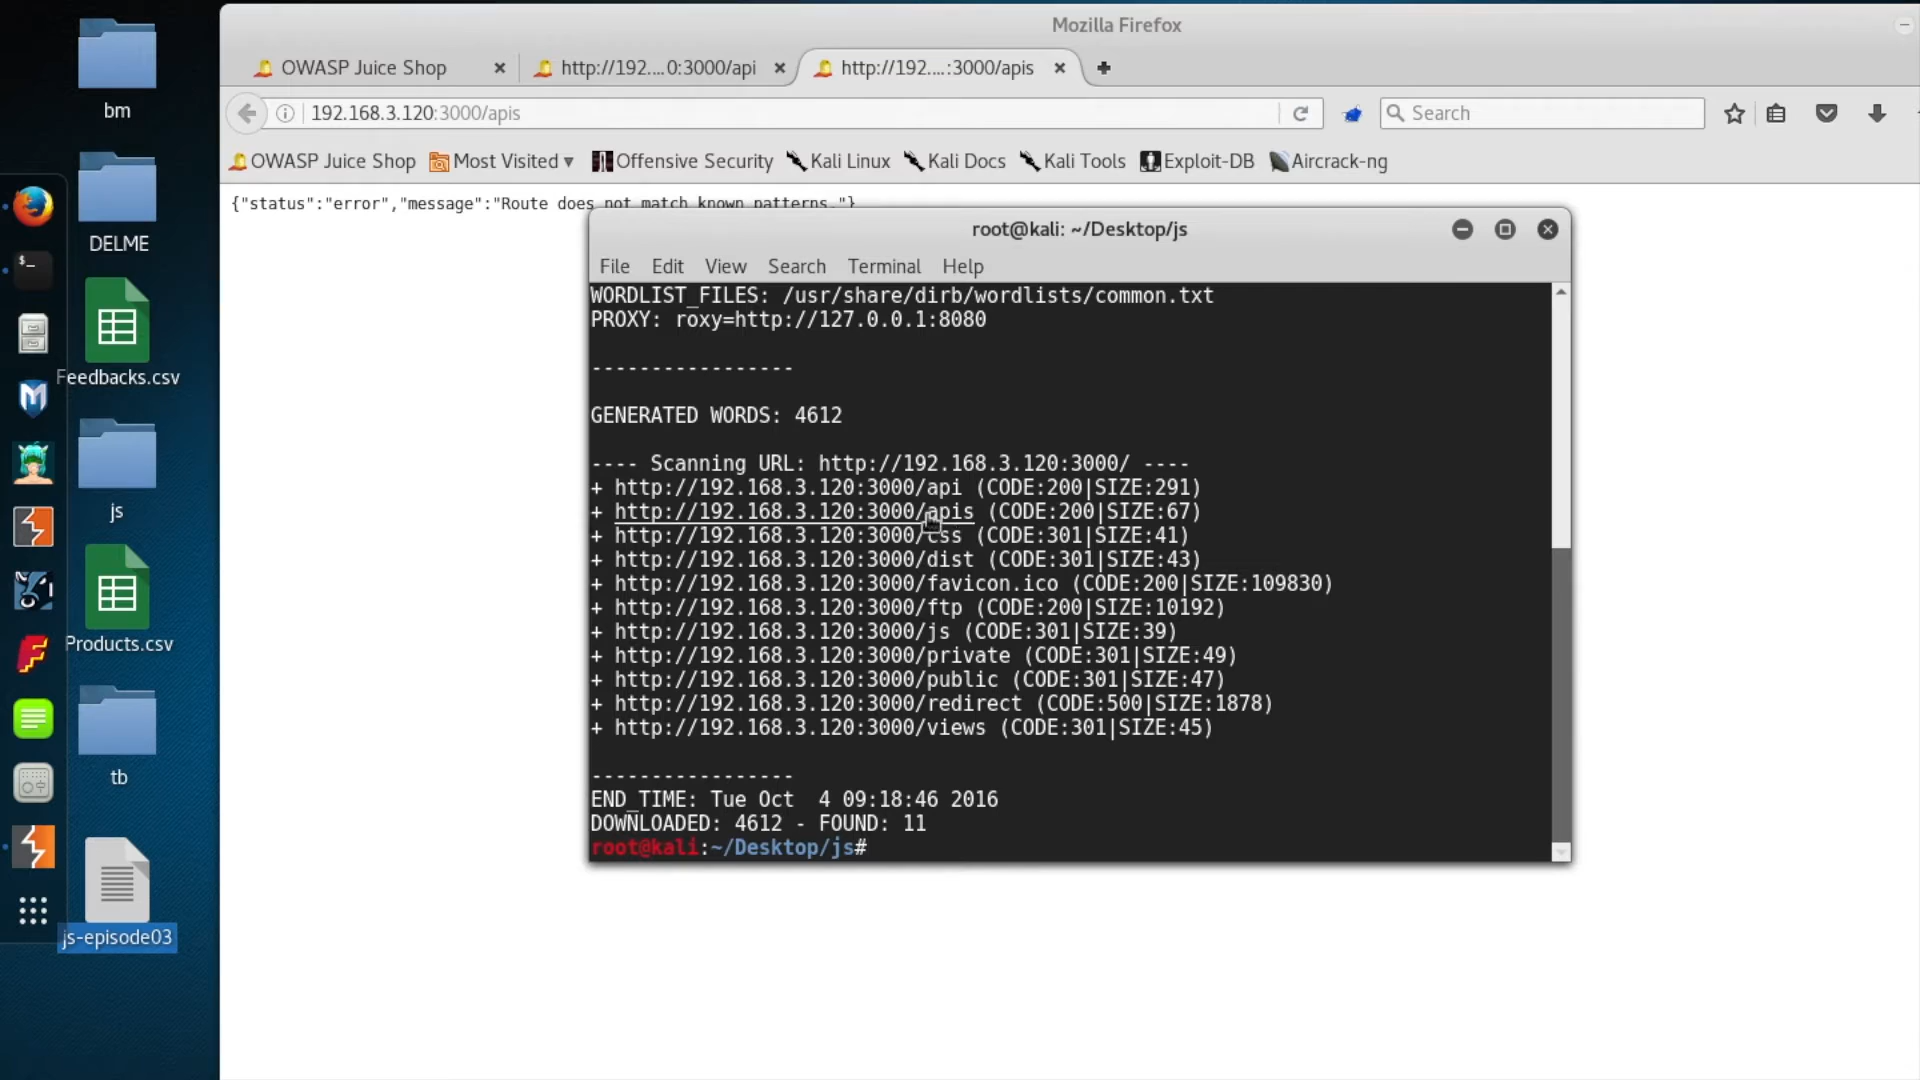 Mozilla Firefox
OWASP Juice Shop
http://192....0:3000/api
http://192....:3000/apis
192.168.3.120:3000/apis
Search
OWASP Juice Shop
Most Visited
Offensive Security
Kali Linux
Kali Docs
Kali Tools
Exploit-DB
Aircrack-ng
{"status":"error","message":"Route does not match known patterns."}
bm
DELME
Feedbacks.csv
js
Products.csv
tb
js-episode03
root@kali: ~/Desktop/js
File Edit View Search Terminal Help
WORDLIST_FILES: /usr/share/dirb/wordlists/common.txt
PROXY: roxy=http://127.0.0.1:8080
-----------------
GENERATED WORDS: 4612
---- Scanning URL: http://192.168.3.120:3000/ ----
+ http://192.168.3.120:3000/api (CODE:200|SIZE:291)
+ http://192.168.3.120:3000/apis (CODE:200|SIZE:67)
+ http://192.168.3.120:3000/css (CODE:301|SIZE:41)
+ http://192.168.3.120:3000/dist (CODE:301|SIZE:43)
+ http://192.168.3.120:3000/favicon.ico (CODE:200|SIZE:109830)
+ http://192.168.3.120:3000/ftp (CODE:200|SIZE:10192)
+ http://192.168.3.120:3000/js (CODE:301|SIZE:39)
+ http://192.168.3.120:3000/private (CODE:301|SIZE:49)
+ http://192.168.3.120:3000/public (CODE:301|SIZE:47)
+ http://192.168.3.120:3000/redirect (CODE:500|SIZE:1878)
+ http://192.168.3.120:3000/views (CODE:301|SIZE:45)
-----------------
END_TIME: Tue Oct  4 09:18:46 2016
DOWNLOADED: 4612 - FOUND: 11
root@kali:~/Desktop/js#